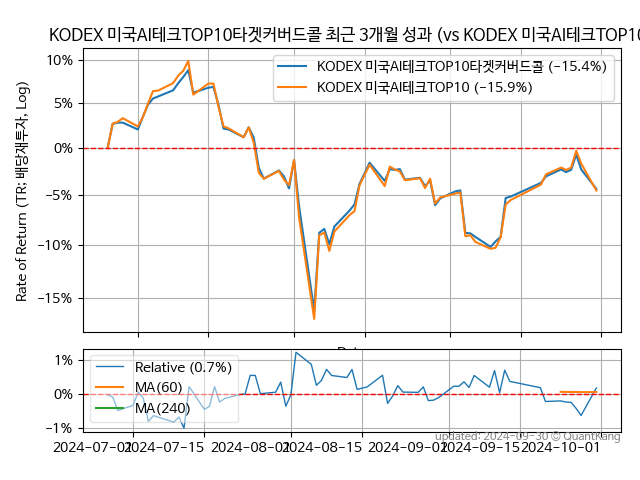 KODEX 미국AI테크TOP10타겟커버드콜 최근 3개월 성과 (vs KODEX 미국AI테크TOP10
10%
5%
0%
−5%
−10%
−15%
Rate of Return (TR: 배당재투자, Log)
KODEX 미국AI테크TOP10타겟커버드콜 (−15.4%)
KODEX 미국AI테크TOP10 (−15.9%)
1%
0%
−1%
Relative (0.7%)
MA(60)
MA(240)
updated: 2024-09-30 © QuantKang
2024-07-01 2024-07-15 2024-08-01 2024-08-15 2024-09-01 2024-09-15 2024-10-01